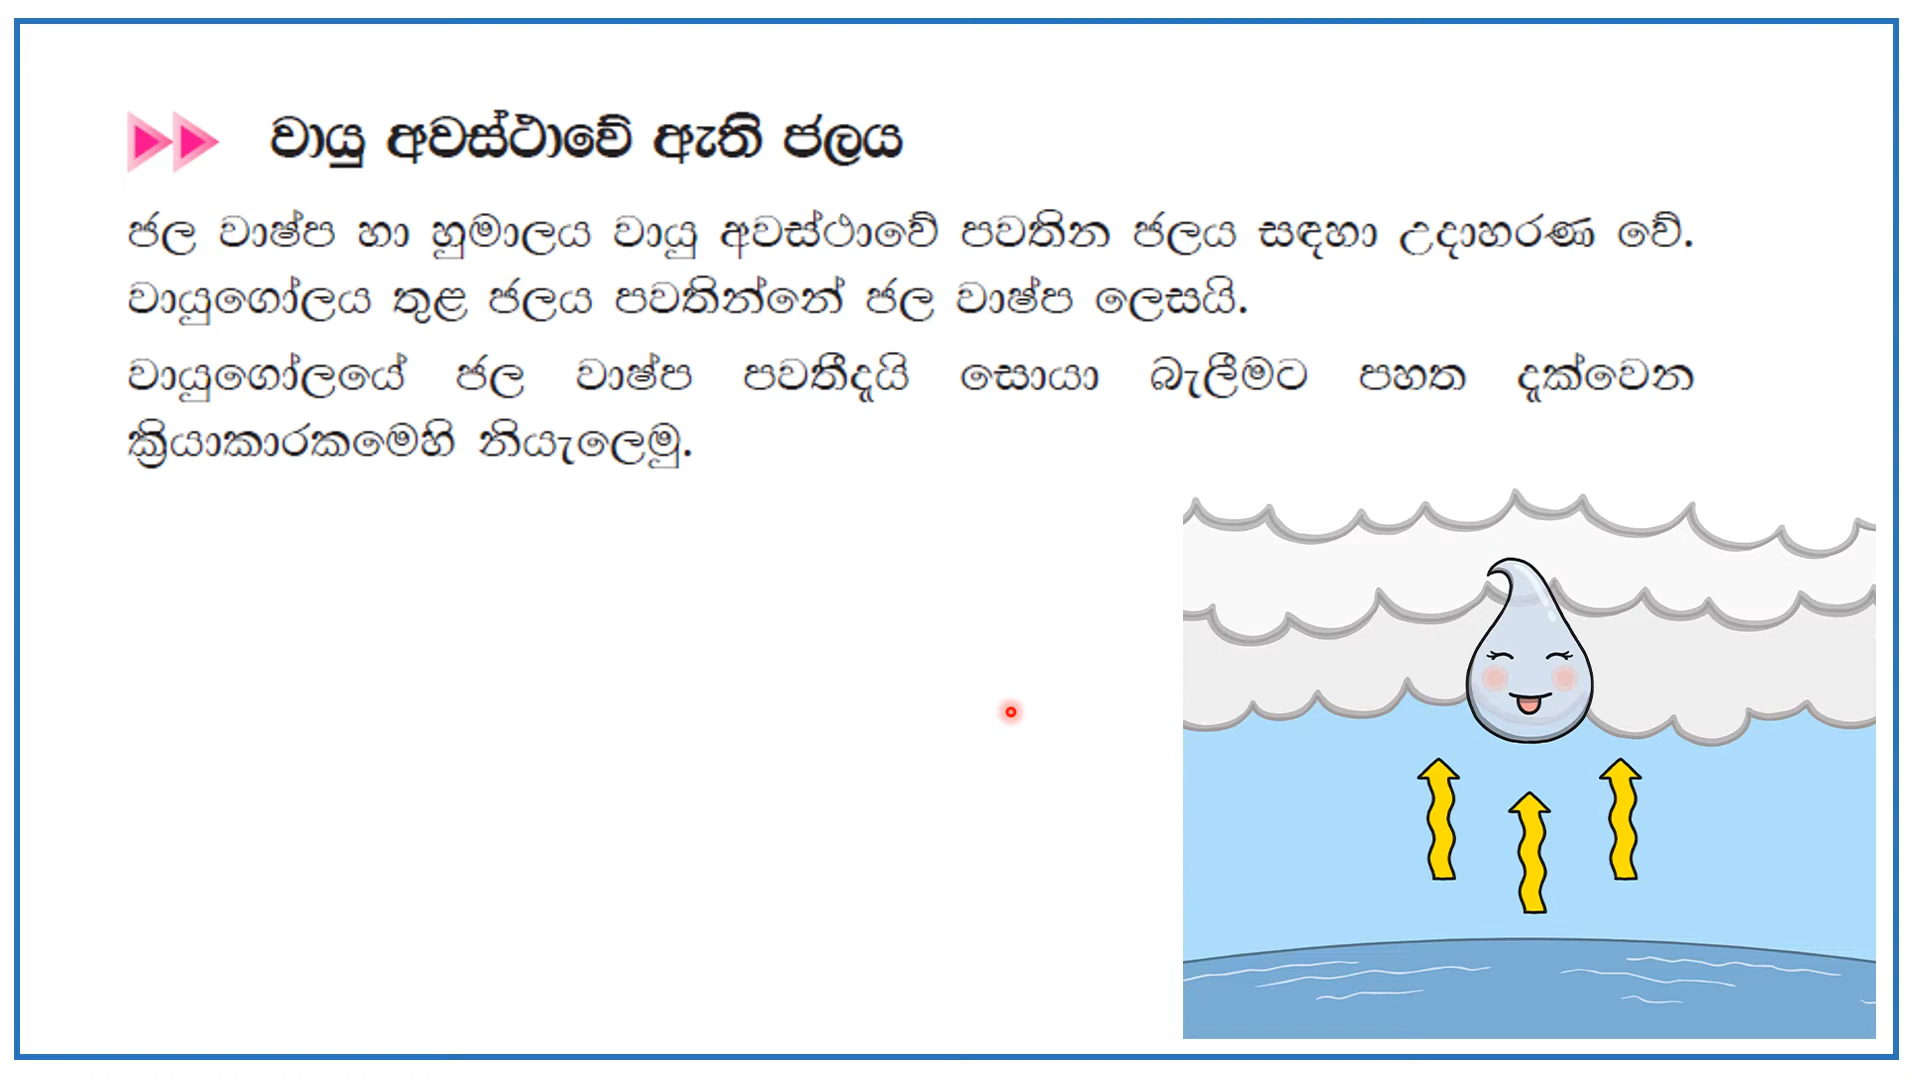 වායු අවස්ථාවේ ඇති ජලය
ජල වාෂ්ප හා හුමාලය වායු අවස්ථාවේ පවතින ජලය සඳහා උදාහරණ වේ.
වායුගෝලය තුළ ජලය පවතින්නේ ජල වාෂ්ප ලෙසයි.
වායුගෝලයේ ජල වාෂ්ප පවතීදැයි සොයා බැලීමට පහත දැක්වෙන
ක්‍රියාකාරකමෙහි නියැලෙමු.